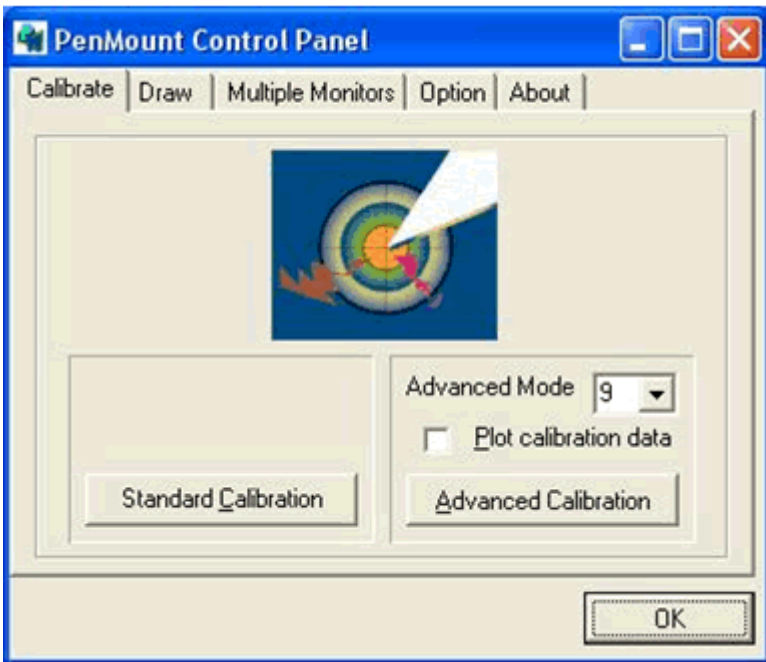 PenMount Control Panel
Calibrate Draw Multiple Monitors Option About
Advanced Mode 9
Plot calibration data
Standard Calibration Advanced Calibration
OK